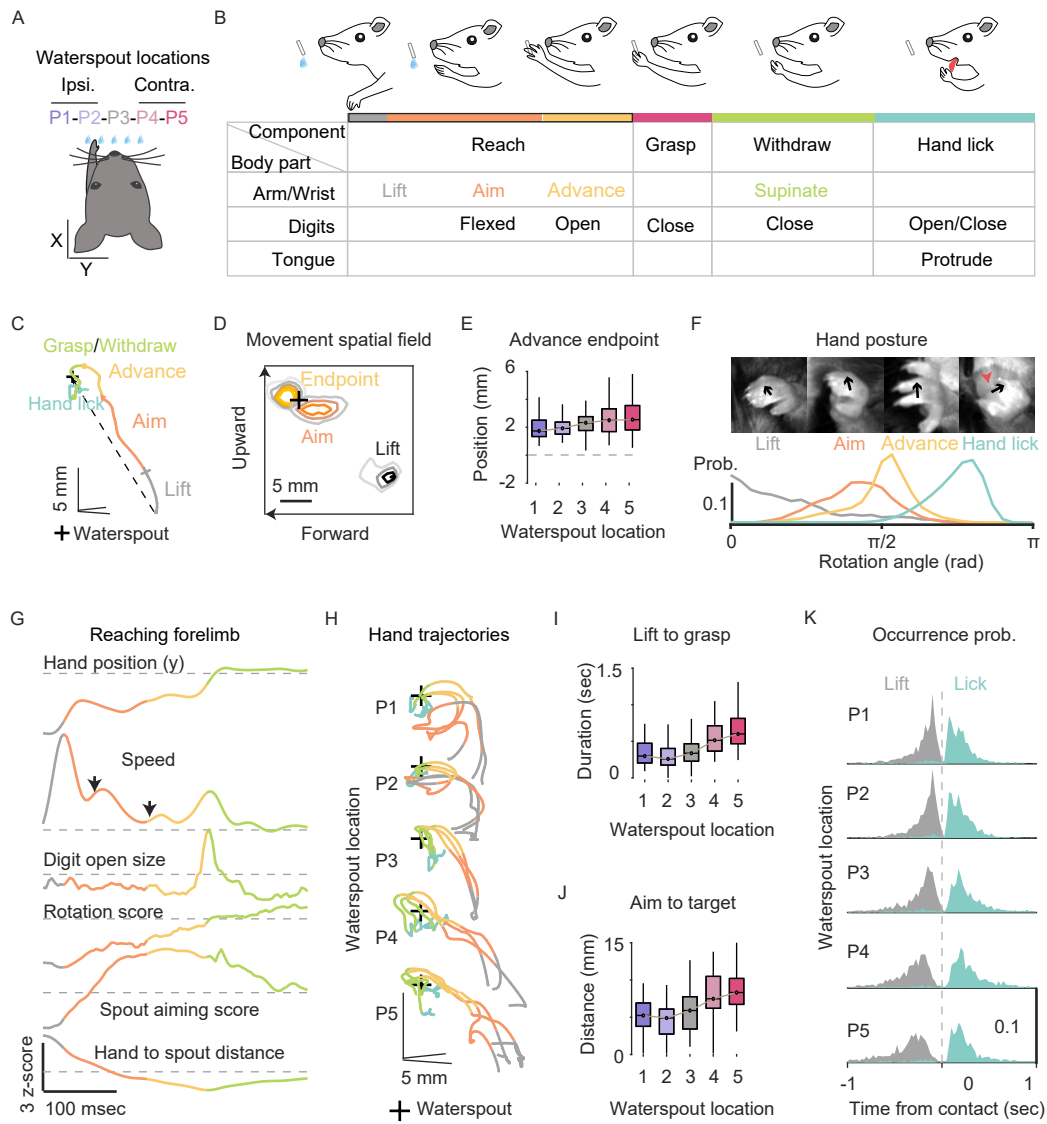 A
Waterspout locations
Ipsi. Contra.
P1-P2-P3-P4-P5
X
Y
B
Component
Body part
Reach Grasp Withdraw Hand lick
Arm/Wrist Lift Aim Advance Supinate
Digits Flexed Open Close Close Open/Close
Tongue Protrude
C
Grasp/Withdraw
Advance
Hand lick
Aim
Lift
5 mm
Waterspout
D
Movement spatial field
Endpoint
Aim
Lift
Upward
5 mm
Forward
E
Advance endpoint
Position (mm)
6
2
-2
1 2 3 4 5
Waterspout location
F
Hand posture
Lift Aim Advance Hand lick
Prob.
0.1
0 π/2 π
Rotation angle (rad)
G
Reaching forelimb
Hand position (y)
Speed
Digit open size
Rotation score
Spout aiming score
Hand to spout distance
3 z-score
100 msec
H
Hand trajectories
Waterspout location
P1
P2
P3
P4
P5
5 mm
Waterspout
I
Lift to grasp
Duration (sec)
1.5
0
1 2 3 4 5
Waterspout location
J
Aim to target
Distance (mm)
15
0
1 2 3 4 5
Waterspout location
K
Occurrence prob.
Lift Lick
Waterspout location
P1
P2
P3
P4
P5
0.1
-1 0 1
Time from contact (sec)